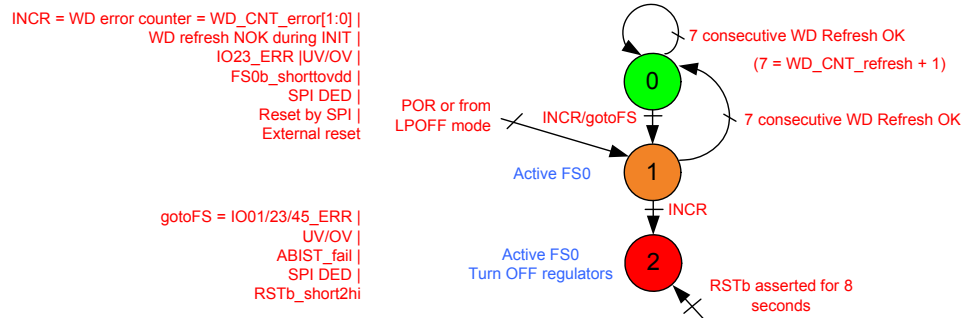 INCR = WD error counter = WD_CNT_error[1:0] |
WD refresh NOK during INIT |
IO23_ERR |UV/OV |
FS0b_shorttovdd |
SPI DED |
Reset by SPI |
External reset
7 consecutive WD Refresh OK
(7 = WD_CNT_refresh + 1)
0
POR or from
LPOFF mode
INCR/gotoFS
7 consecutive WD Refresh OK
Active FS0
1
INCR
gotoFS = IO01/23/45_ERR |
UV/OV |
ABIST_fail |
SPI DED |
RSTb_short2hi
Active FS0
Turn OFF regulators
2
RSTb asserted for 8
seconds